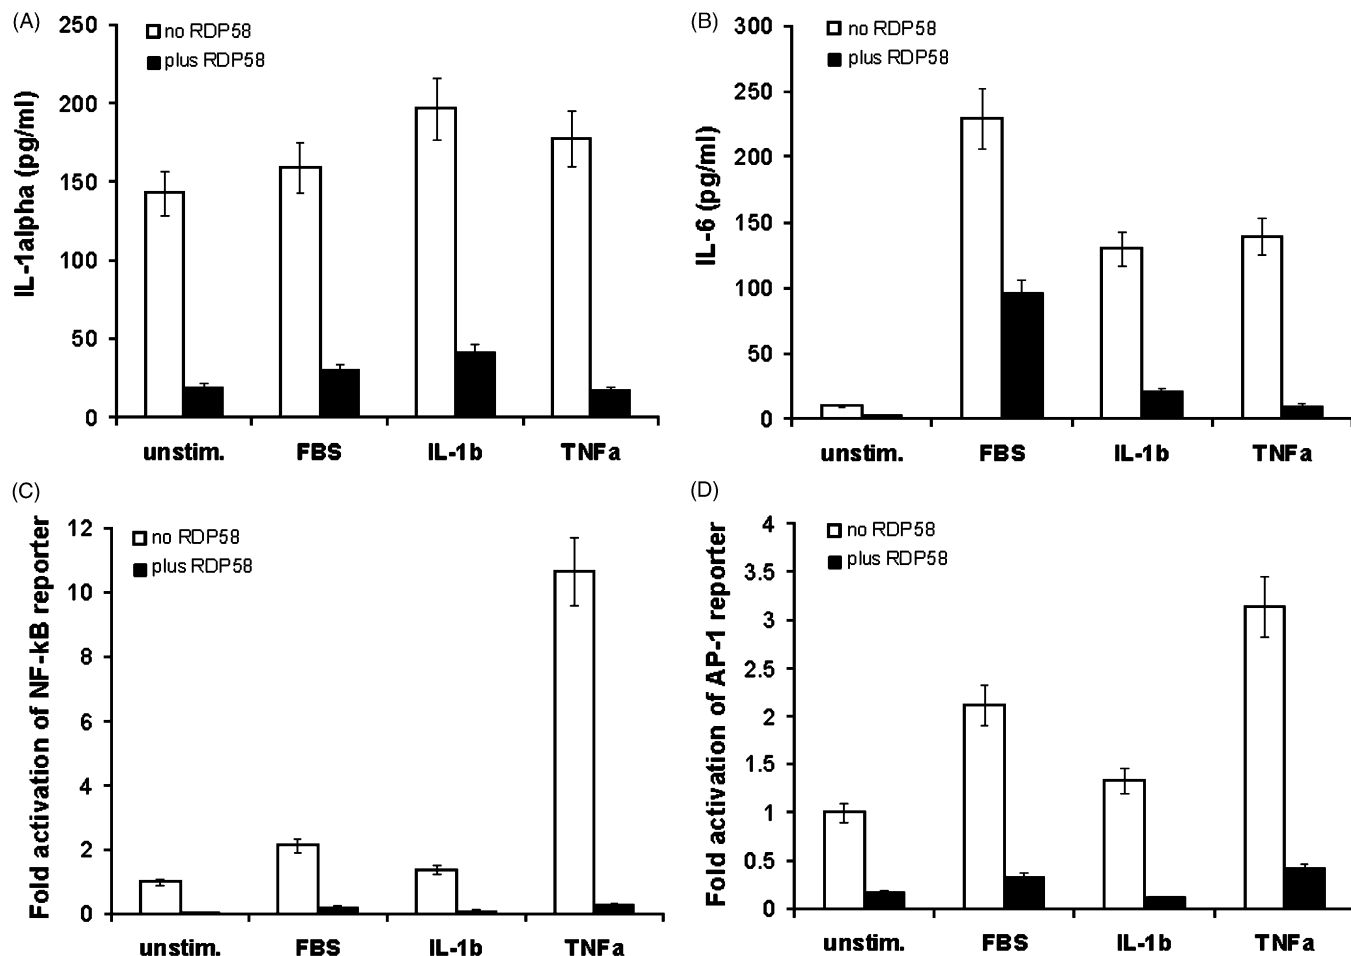 (A)
250
200
150
100
50
0
IL-1alpha (pg/ml)
no RDP58
plus RDP58
unstim. FBS IL-1b TNFa
(B)
300
250
200
150
100
50
0
IL-6 (pg/ml)
no RDP58
plus RDP58
unstim. FBS IL-1b TNFa
(C)
12
10
8
6
4
2
0
Fold activation of NF-kB reporter
no RDP58
plus RDP58
unstim. FBS IL-1b TNFa
(D)
4
3.5
3
2.5
2
1.5
1
0.5
0
Fold activation of AP-1 reporter
no RDP58
plus RDP58
unstim. FBS IL-1b TNFa